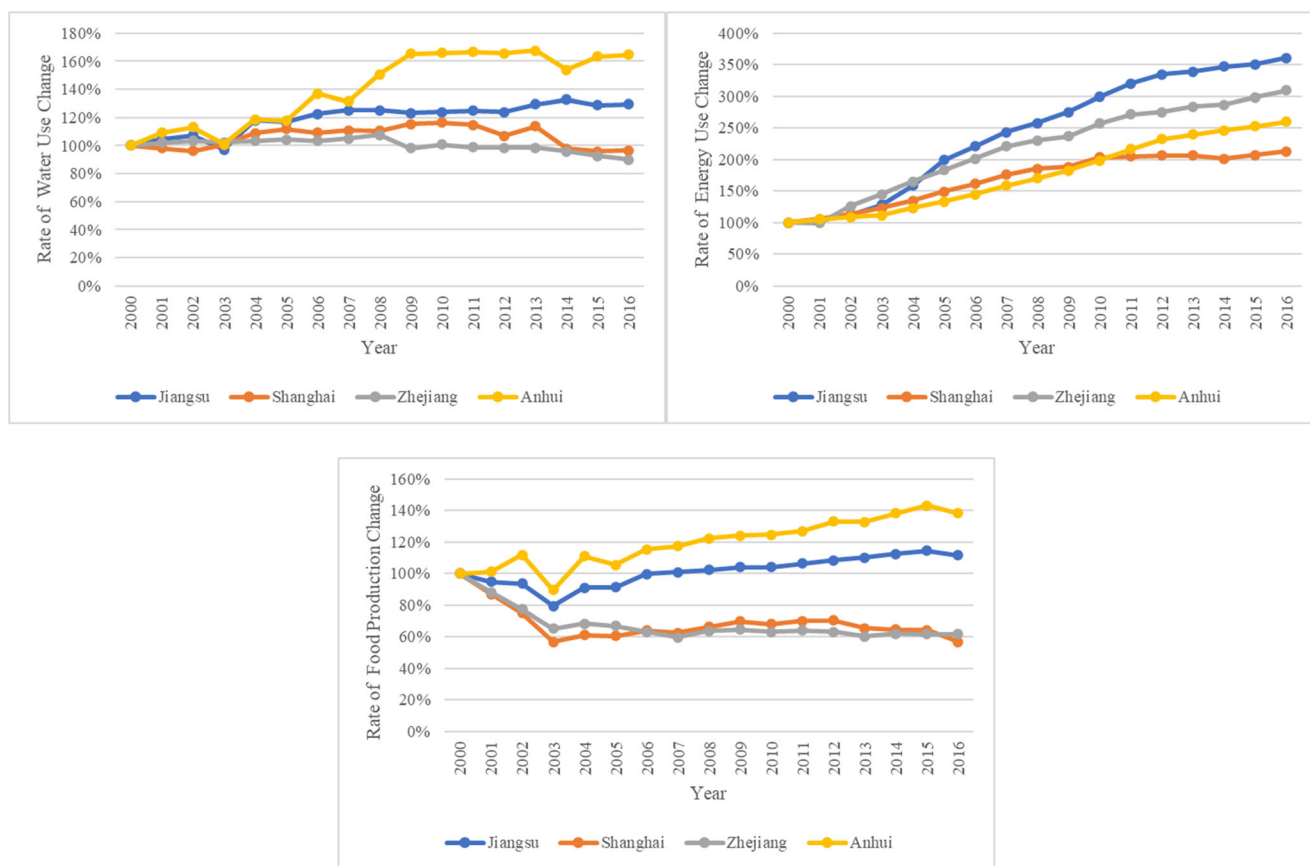 180%
160%
140%
120%
100%
80%
60%
40%
20%
0%
Rate of Water Use Change
2000 2001 2002 2003 2004 2005 2006 2007 2008 2009 2010 2011 2012 2013 2014 2015 2016
Year
Jiangsu Shanghai Zhejiang Anhui
400%
350%
300%
250%
200%
150%
100%
50%
0%
Rate of Energy Use Change
2000 2001 2002 2003 2004 2005 2006 2007 2008 2009 2010 2011 2012 2013 2014 2015 2016
Year
Jiangsu Shanghai Zhejiang Anhui
160%
140%
120%
100%
80%
60%
40%
20%
0%
Rate of Food Production Change
2000 2001 2002 2003 2004 2005 2006 2007 2008 2009 2010 2011 2012 2013 2014 2015 2016
Year
Jiangsu Shanghai Zhejiang Anhui